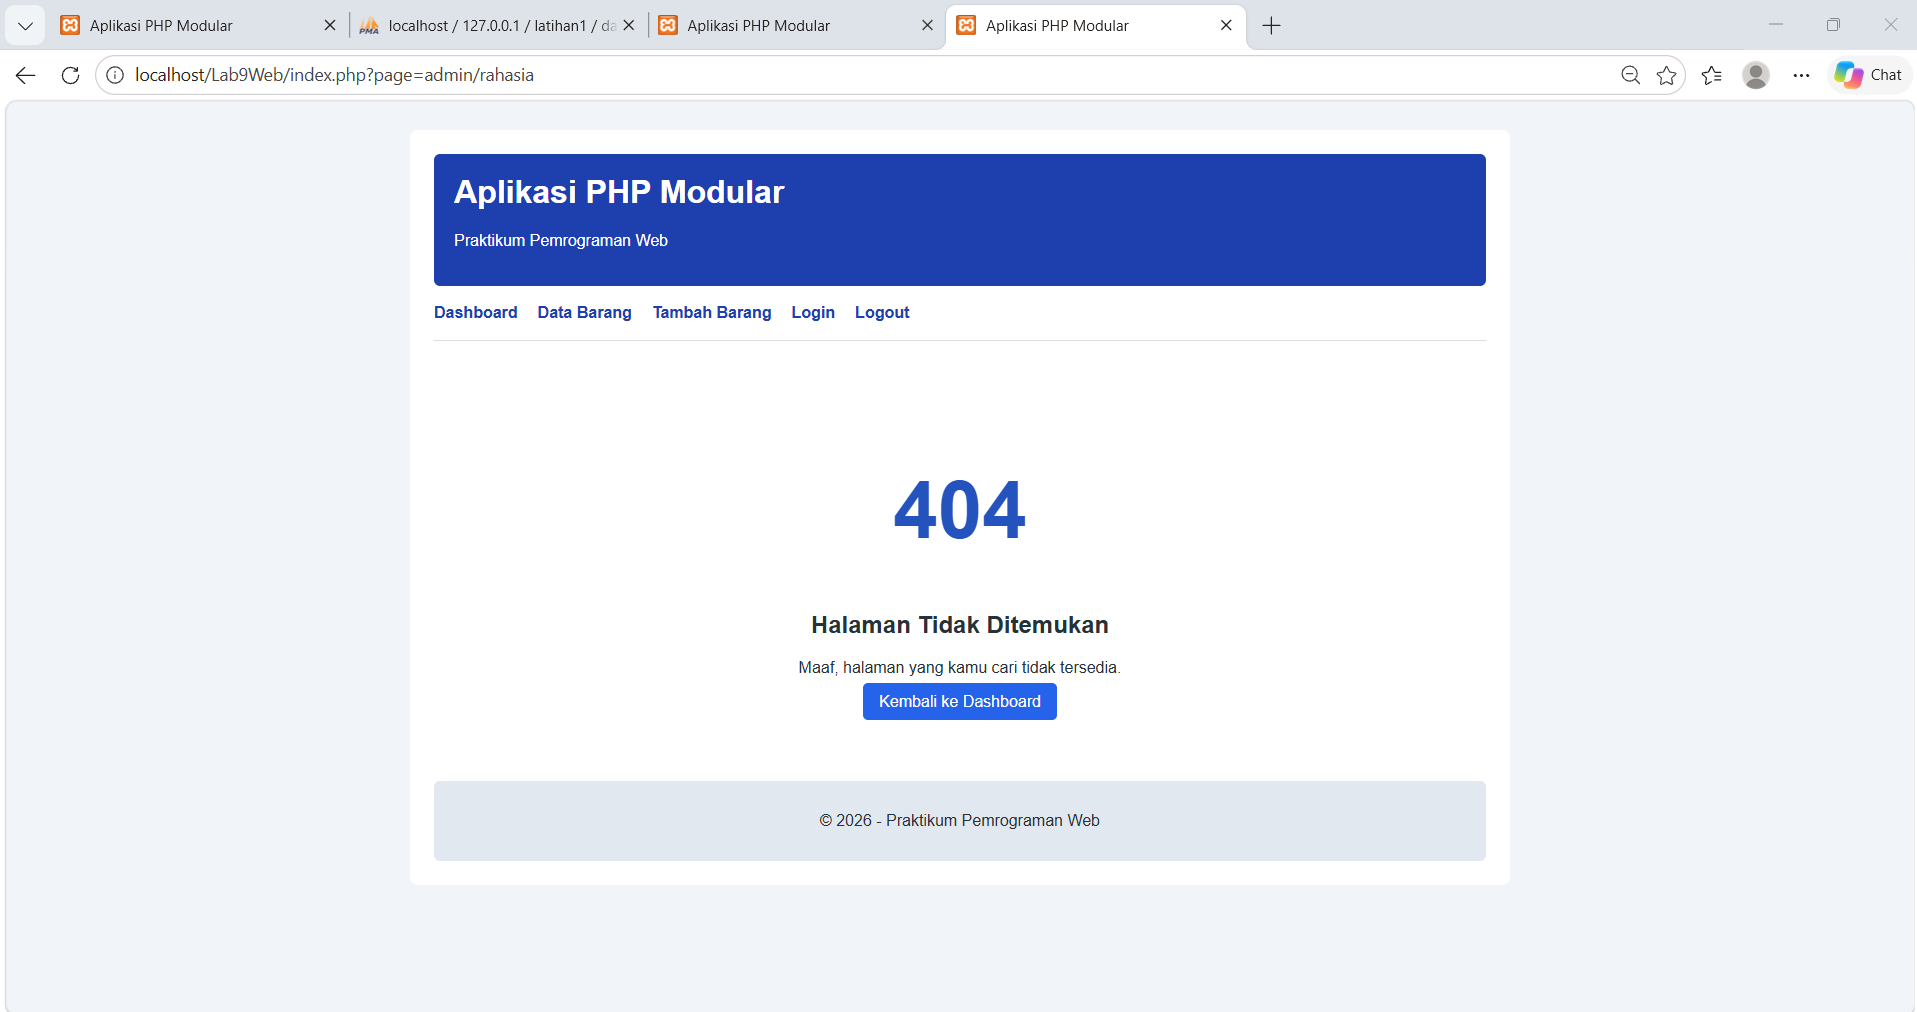 Aplikasi PHP Modular
localhost / 127.0.0.1 / latihan1 / da
Aplikasi PHP Modular
Aplikasi PHP Modular
localhost/Lab9Web/index.php?page=admin/rahasia
Chat
Aplikasi PHP Modular
Praktikum Pemrograman Web
Dashboard Data Barang Tambah Barang Login Logout
404
Halaman Tidak Ditemukan
Maaf, halaman yang kamu cari tidak tersedia.
Kembali ke Dashboard
© 2026 - Praktikum Pemrograman Web